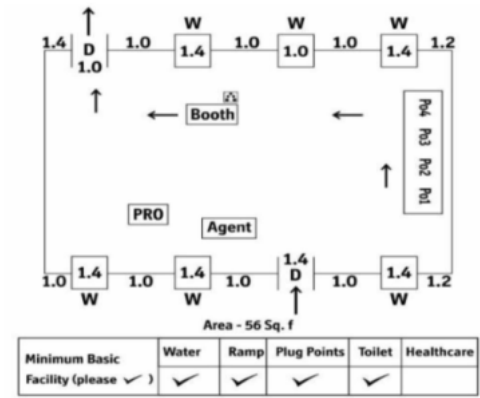 W W W
1.4 D 1.0 1.4 1.0 1.0 1.0 1.4 1.2
1.0
Booth
Po4 Po3 Po2 Po1
PRO
Agent
1.4
1.0 1.4 1.0 1.4 1.0 D 1.0 1.4 1.2
W W W
Area - 56 Sq. f
Minimum Basic Facility (please ✓ ) Water Ramp Plug Points Toilet Healthcare
✓ ✓ ✓ ✓